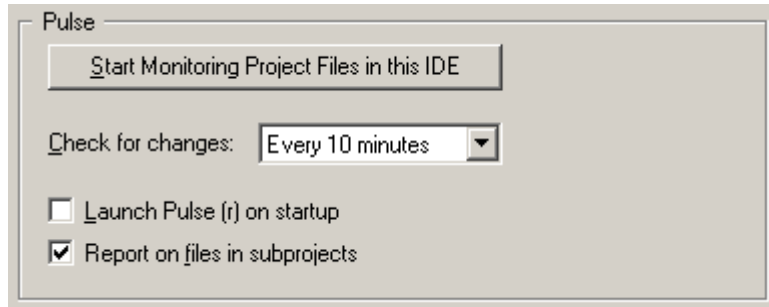 Pulse
Start Monitoring Project Files in this IDE
Check for changes: Every 10 minutes
Launch Pulse (r) on startup
Report on files in subprojects